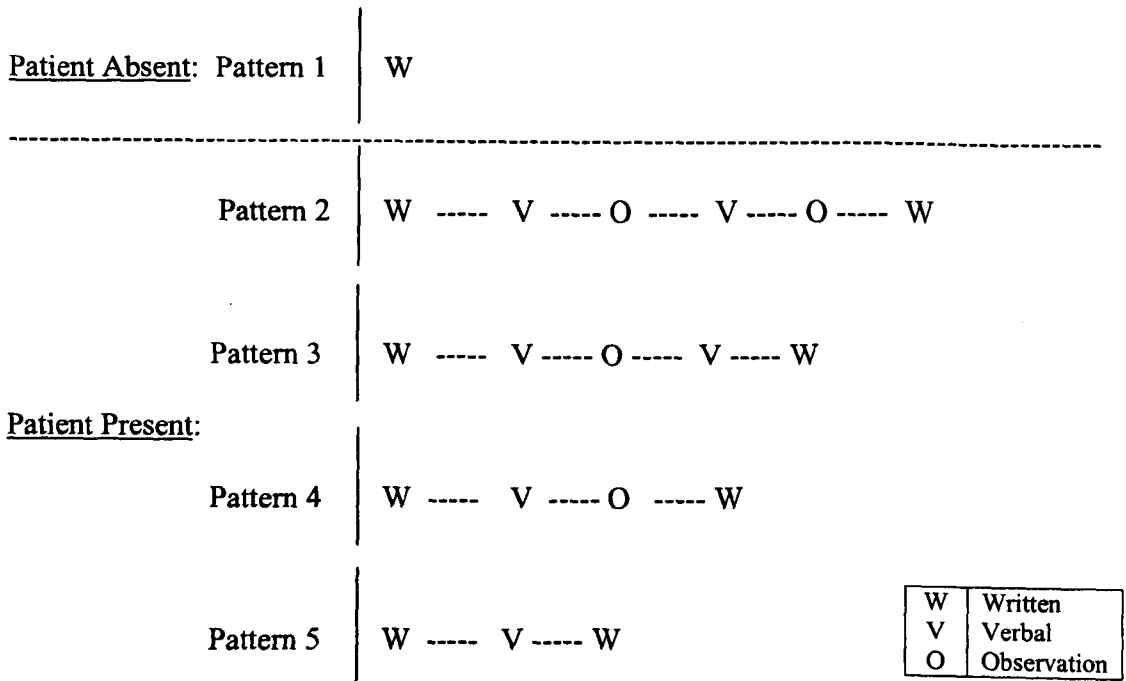 Patient Absent: Pattern 1 W
Pattern 2 W ----- V ----- O ----- V ----- O ----- W
Pattern 3 W ----- V ----- O ----- V ----- W
Patient Present:
Pattern 4 W ----- V ----- O ----- W
Pattern 5 W ----- V ----- W
W Written
V Verbal
O Observation